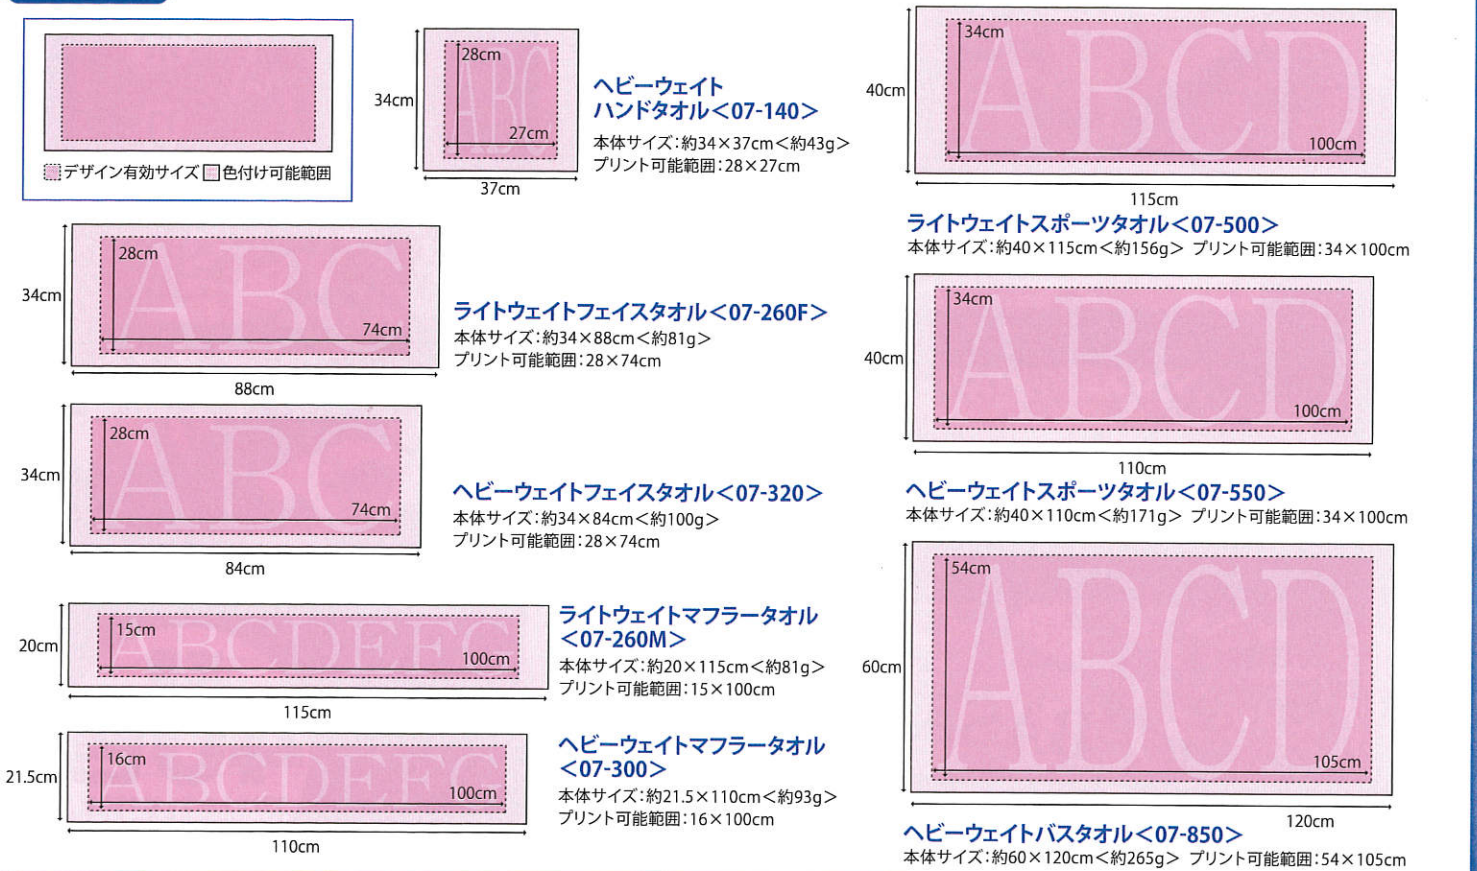 デザイン有効サイズ 色付け可能範囲
28cm
ABC
34cm
27cm
37cm
ヘビーウェイト
ハンドタオル＜07-140＞
本体サイズ：約34×37cm＜約43g＞
プリント可能範囲：28×27cm
28cm
ABC
34cm
74cm
88cm
ライトウェイトフェイスタオル＜07-260F＞
本体サイズ：約34×88cm＜約81g＞
プリント可能範囲：28×74cm
28cm
ABC
34cm
74cm
84cm
ヘビーウェイトフェイスタオル＜07-320＞
本体サイズ：約34×84cm＜約100g＞
プリント可能範囲：28×74cm
15cm
ABCDEFG
20cm
100cm
115cm
ライトウェイトマフラータオル
＜07-260M＞
本体サイズ：約20×115cm＜約81g＞
プリント可能範囲：15×100cm
16cm
ABCDEFG
21.5cm
100cm
110cm
ヘビーウェイトマフラータオル
＜07-300＞
本体サイズ：約21.5×110cm＜約93g＞
プリント可能範囲：16×100cm
34cm
ABCD
40cm
100cm
115cm
ライトウェイトスポーツタオル＜07-500＞
本体サイズ：約40×115cm＜約156g＞ プリント可能範囲：34×100cm
34cm
ABCD
40cm
100cm
110cm
ヘビーウェイトスポーツタオル＜07-550＞
本体サイズ：約40×110cm＜約171g＞ プリント可能範囲：34×100cm
54cm
ABCD
60cm
105cm
120cm
ヘビーウェイトバスタオル＜07-850＞
本体サイズ：約60×120cm＜約265g＞ プリント可能範囲：54×105cm